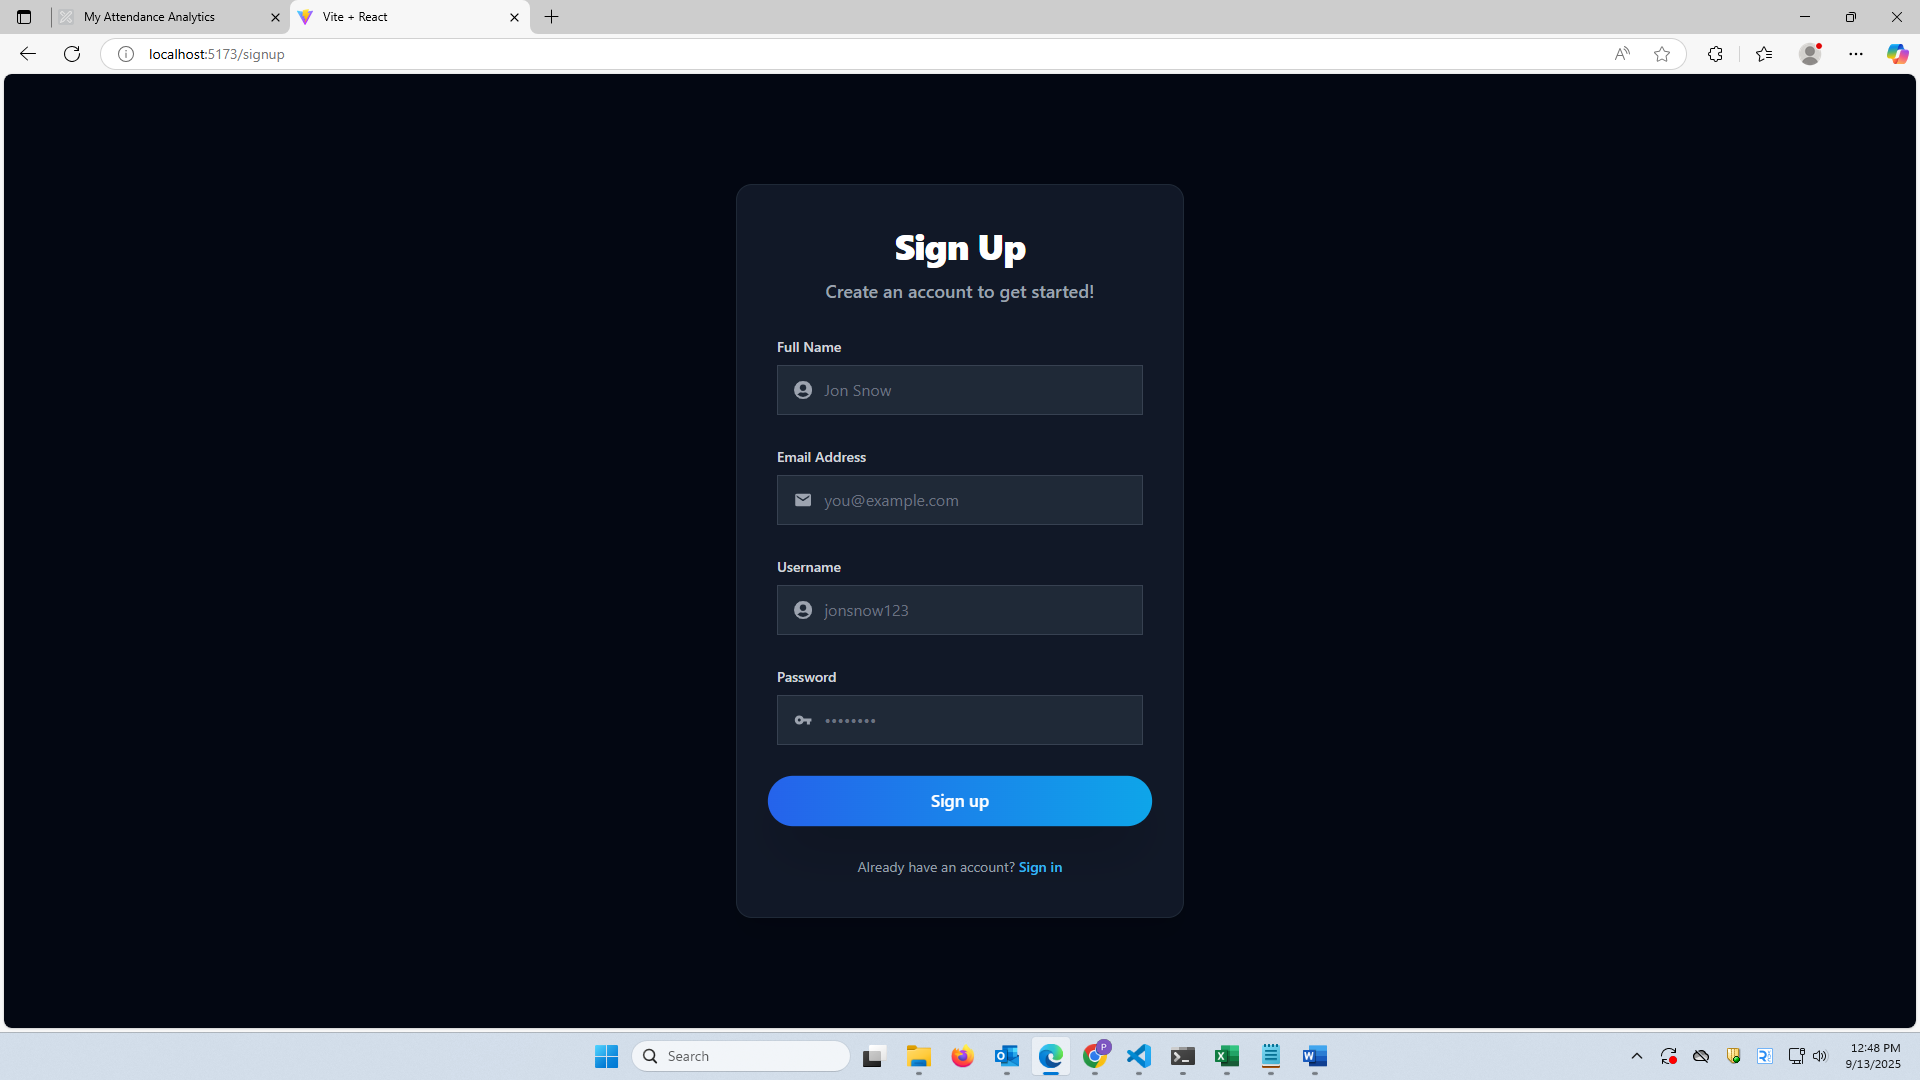 My Attendance Analytics
Vite + React
localhost:5173/signup
Sign Up
Create an account to get started!
Full Name
Jon Snow
Email Address
you@example.com
Username
jonsnow123
Password
••••••••
Sign up
Already have an account? Sign in
Search
P
12:48 PM
9/13/2025